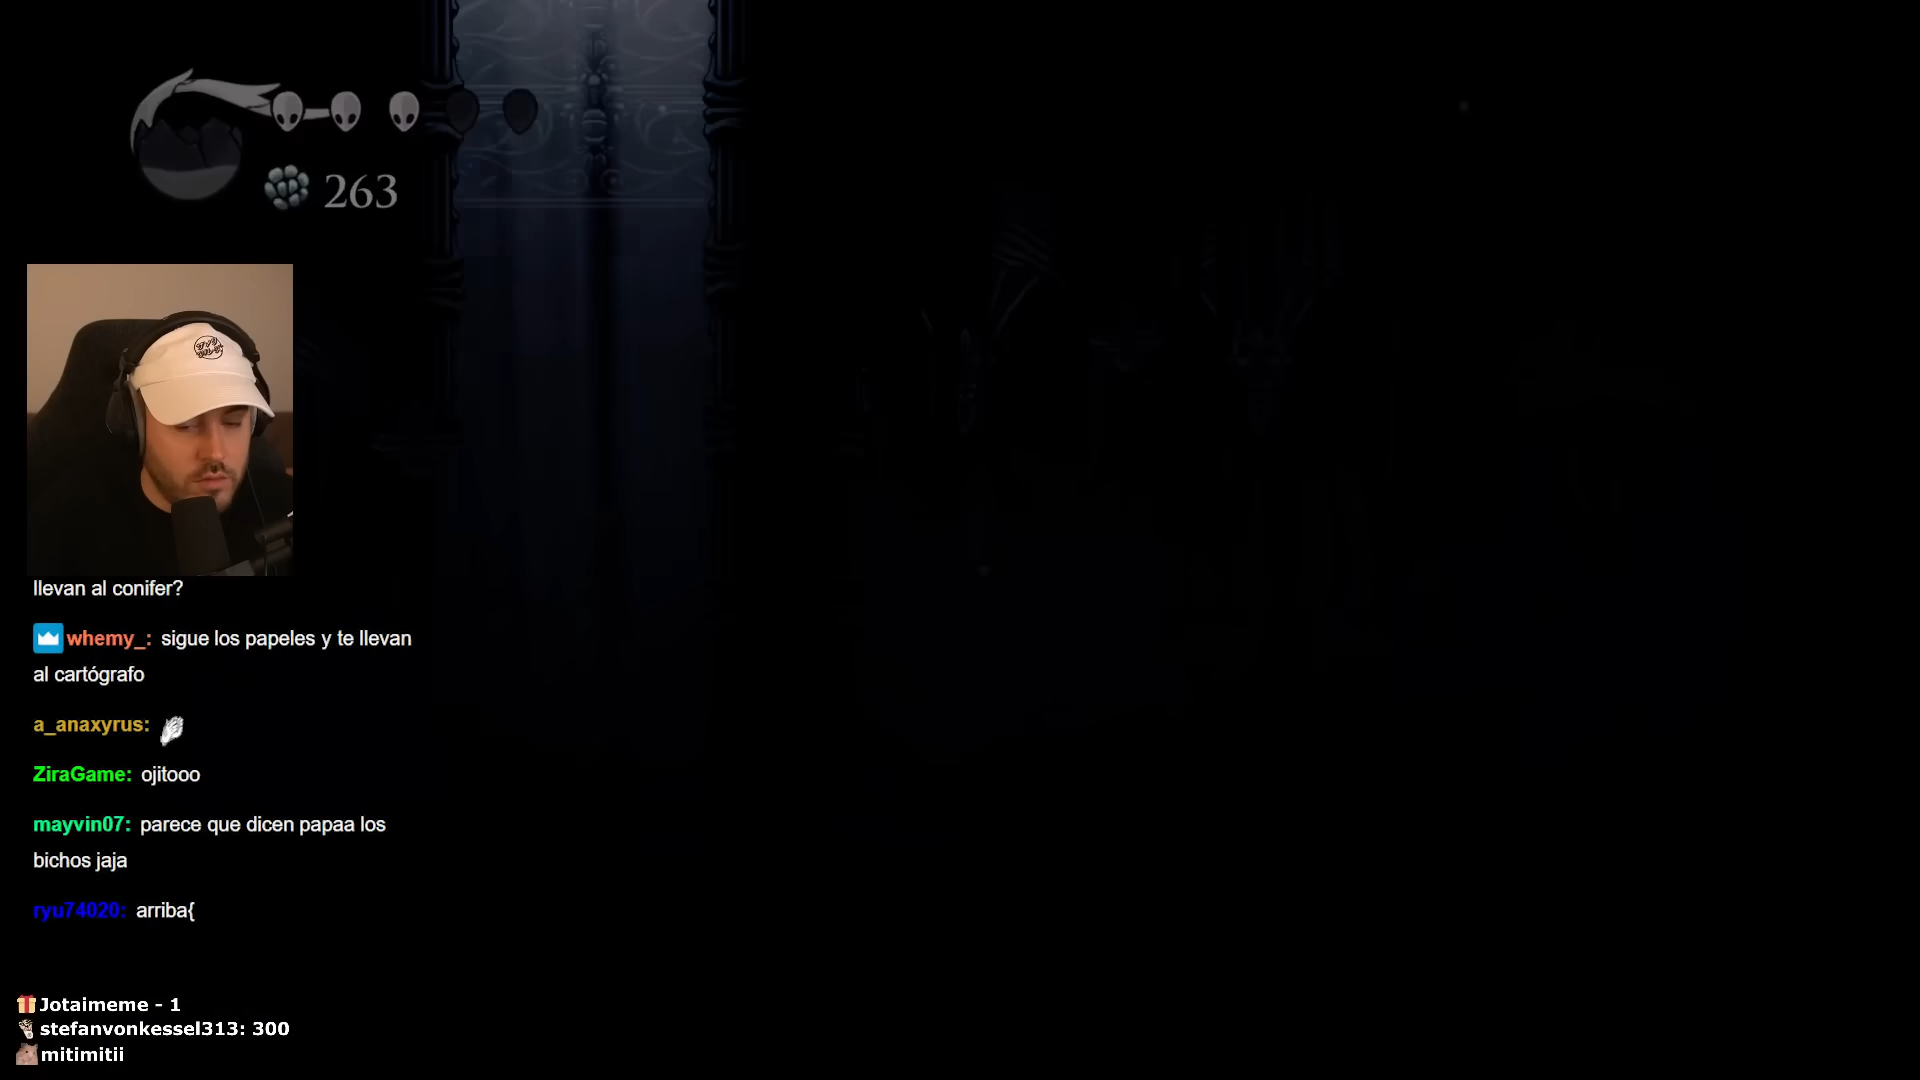 263
llevan al conifer?
whemy_: sigue los papeles y te llevan
al cartógrafo
a_anaxyrus:
ZiraGame: ojitooo
mayvin07: parece que dicen papaa los
bichos jaja
ryu74020: arriba{
Jotaimeme - 1
stefanvonkessel313: 300
mitimitii